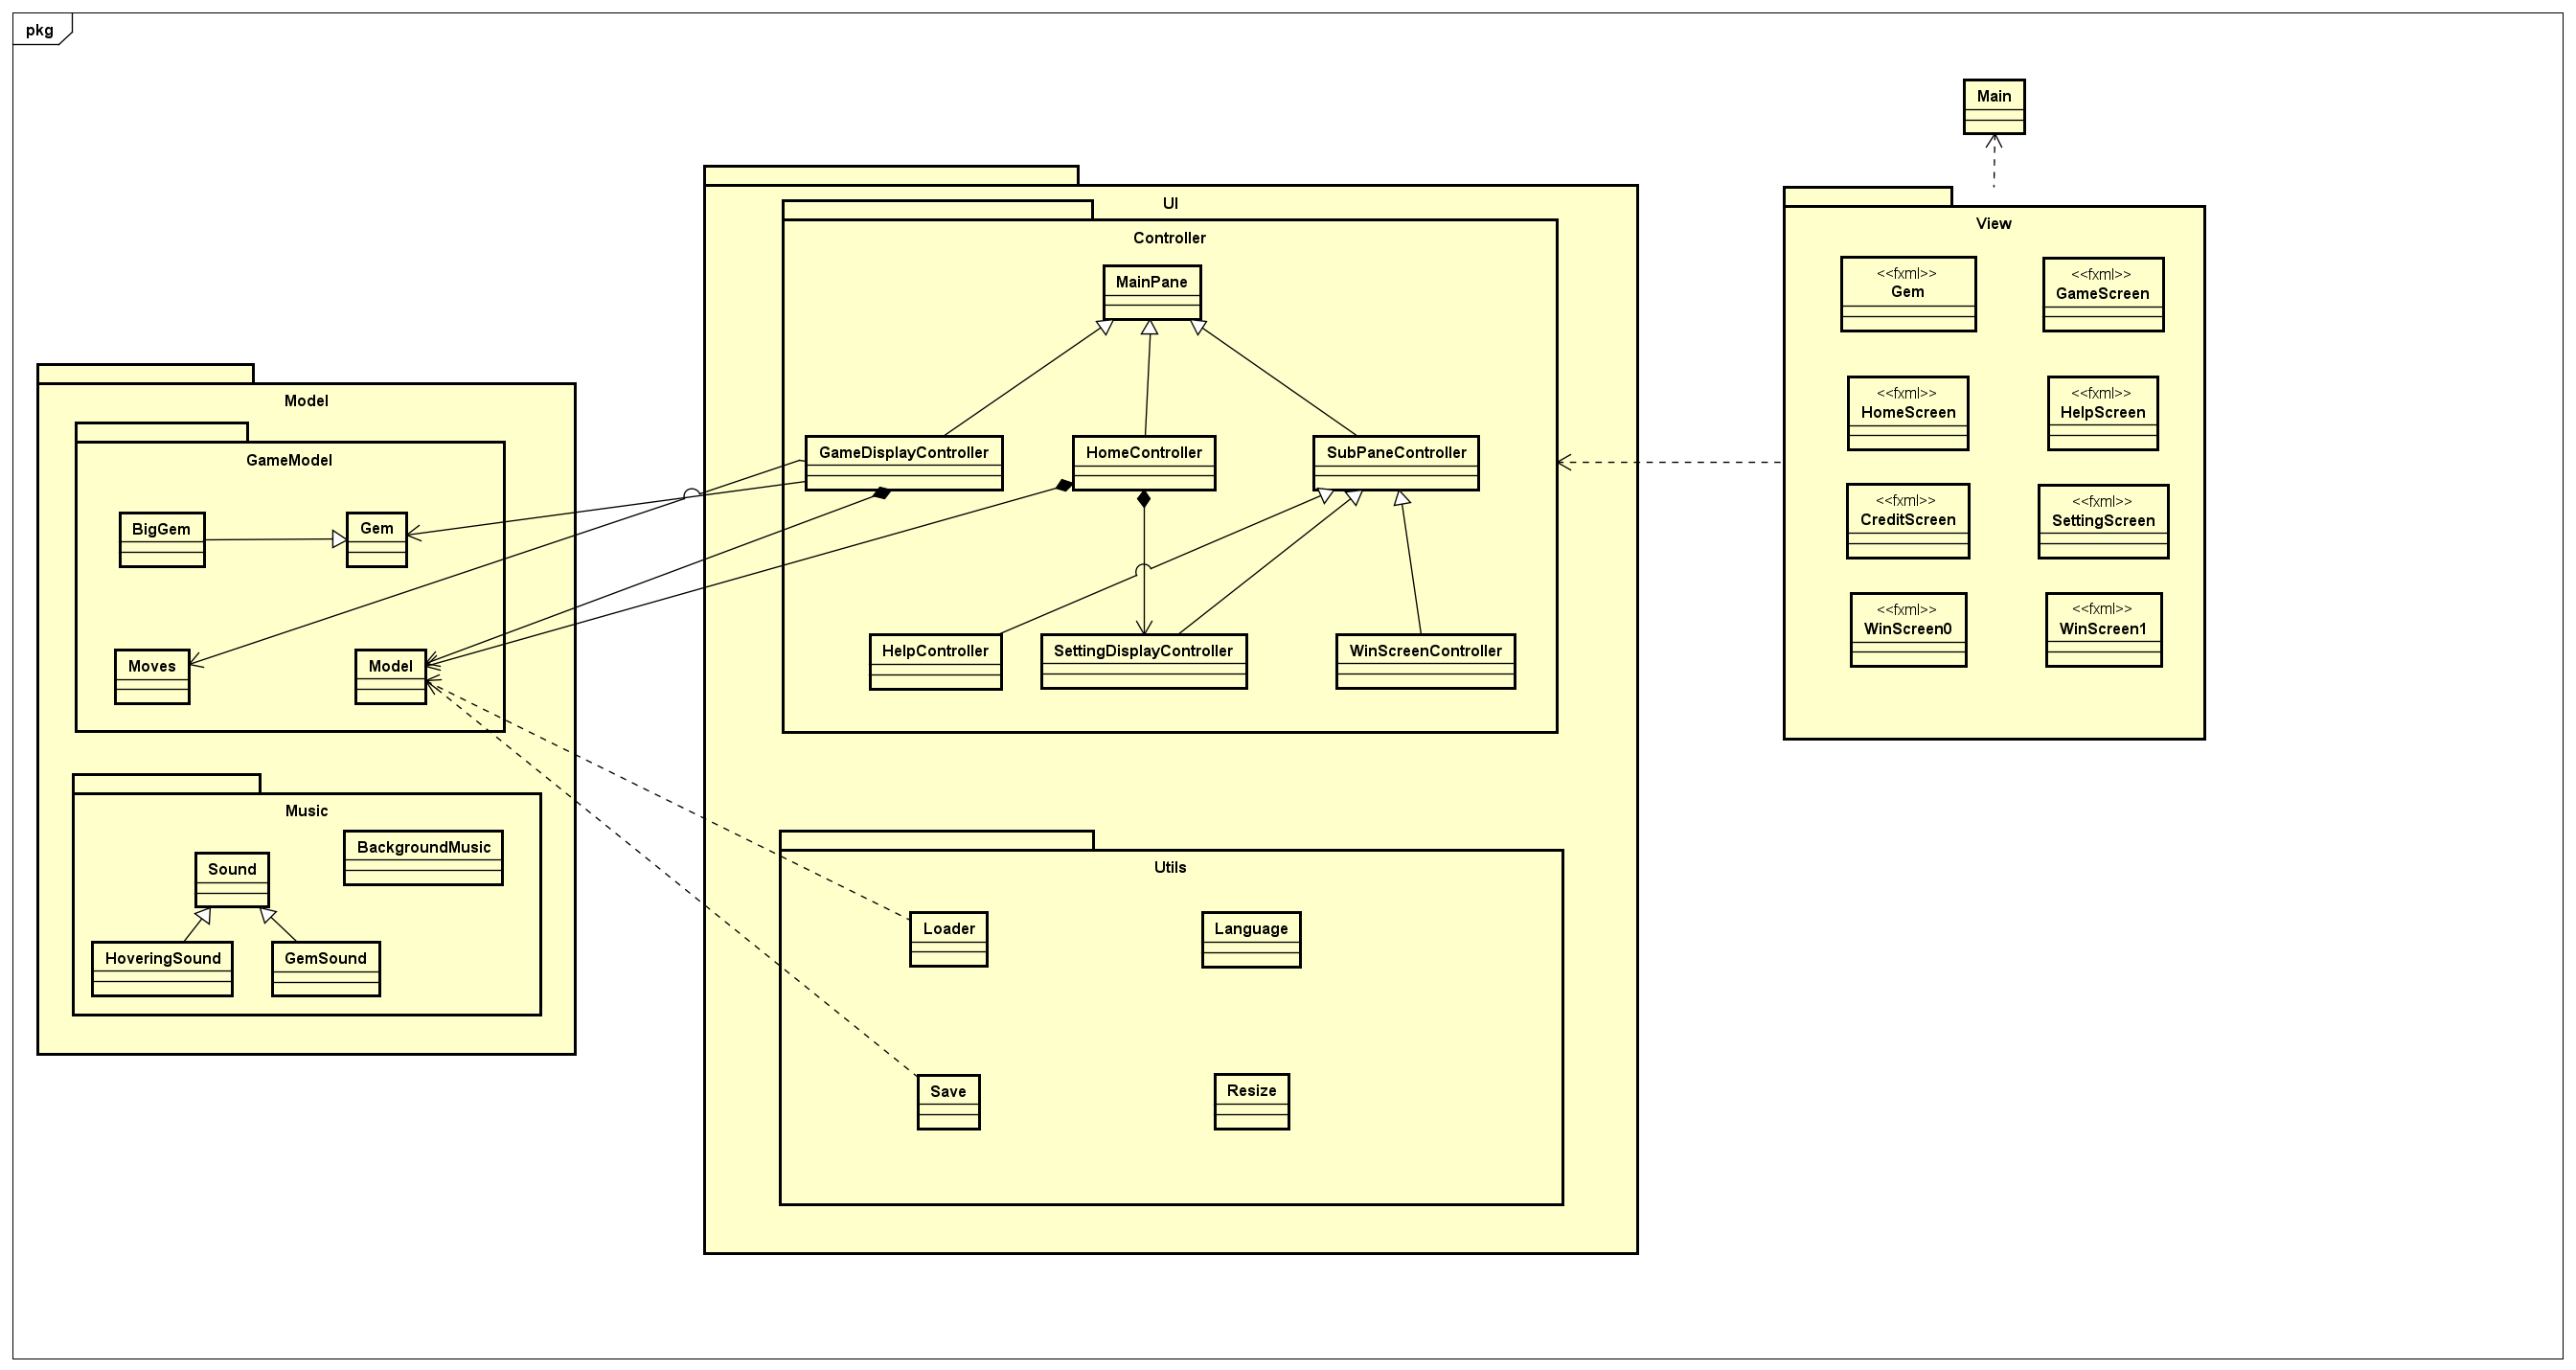 pkg
Main
UI
View
Controller
MainPane
<<fxml>>
Gem
<<fxml>>
GameScreen
Model
<<fxml>>
HomeScreen
<<fxml>>
HelpScreen
GameModel
GameDisplayController
HomeController
SubPaneController
BigGem
Gem
<<fxml>>
CreditScreen
<<fxml>>
SettingScreen
Moves
Model
HelpController
SettingDisplayController
WinScreenController
<<fxml>>
WinScreen0
<<fxml>>
WinScreen1
Music
Sound
BackgroundMusic
HoveringSound
GemSound
Utils
Loader
Language
Save
Resize